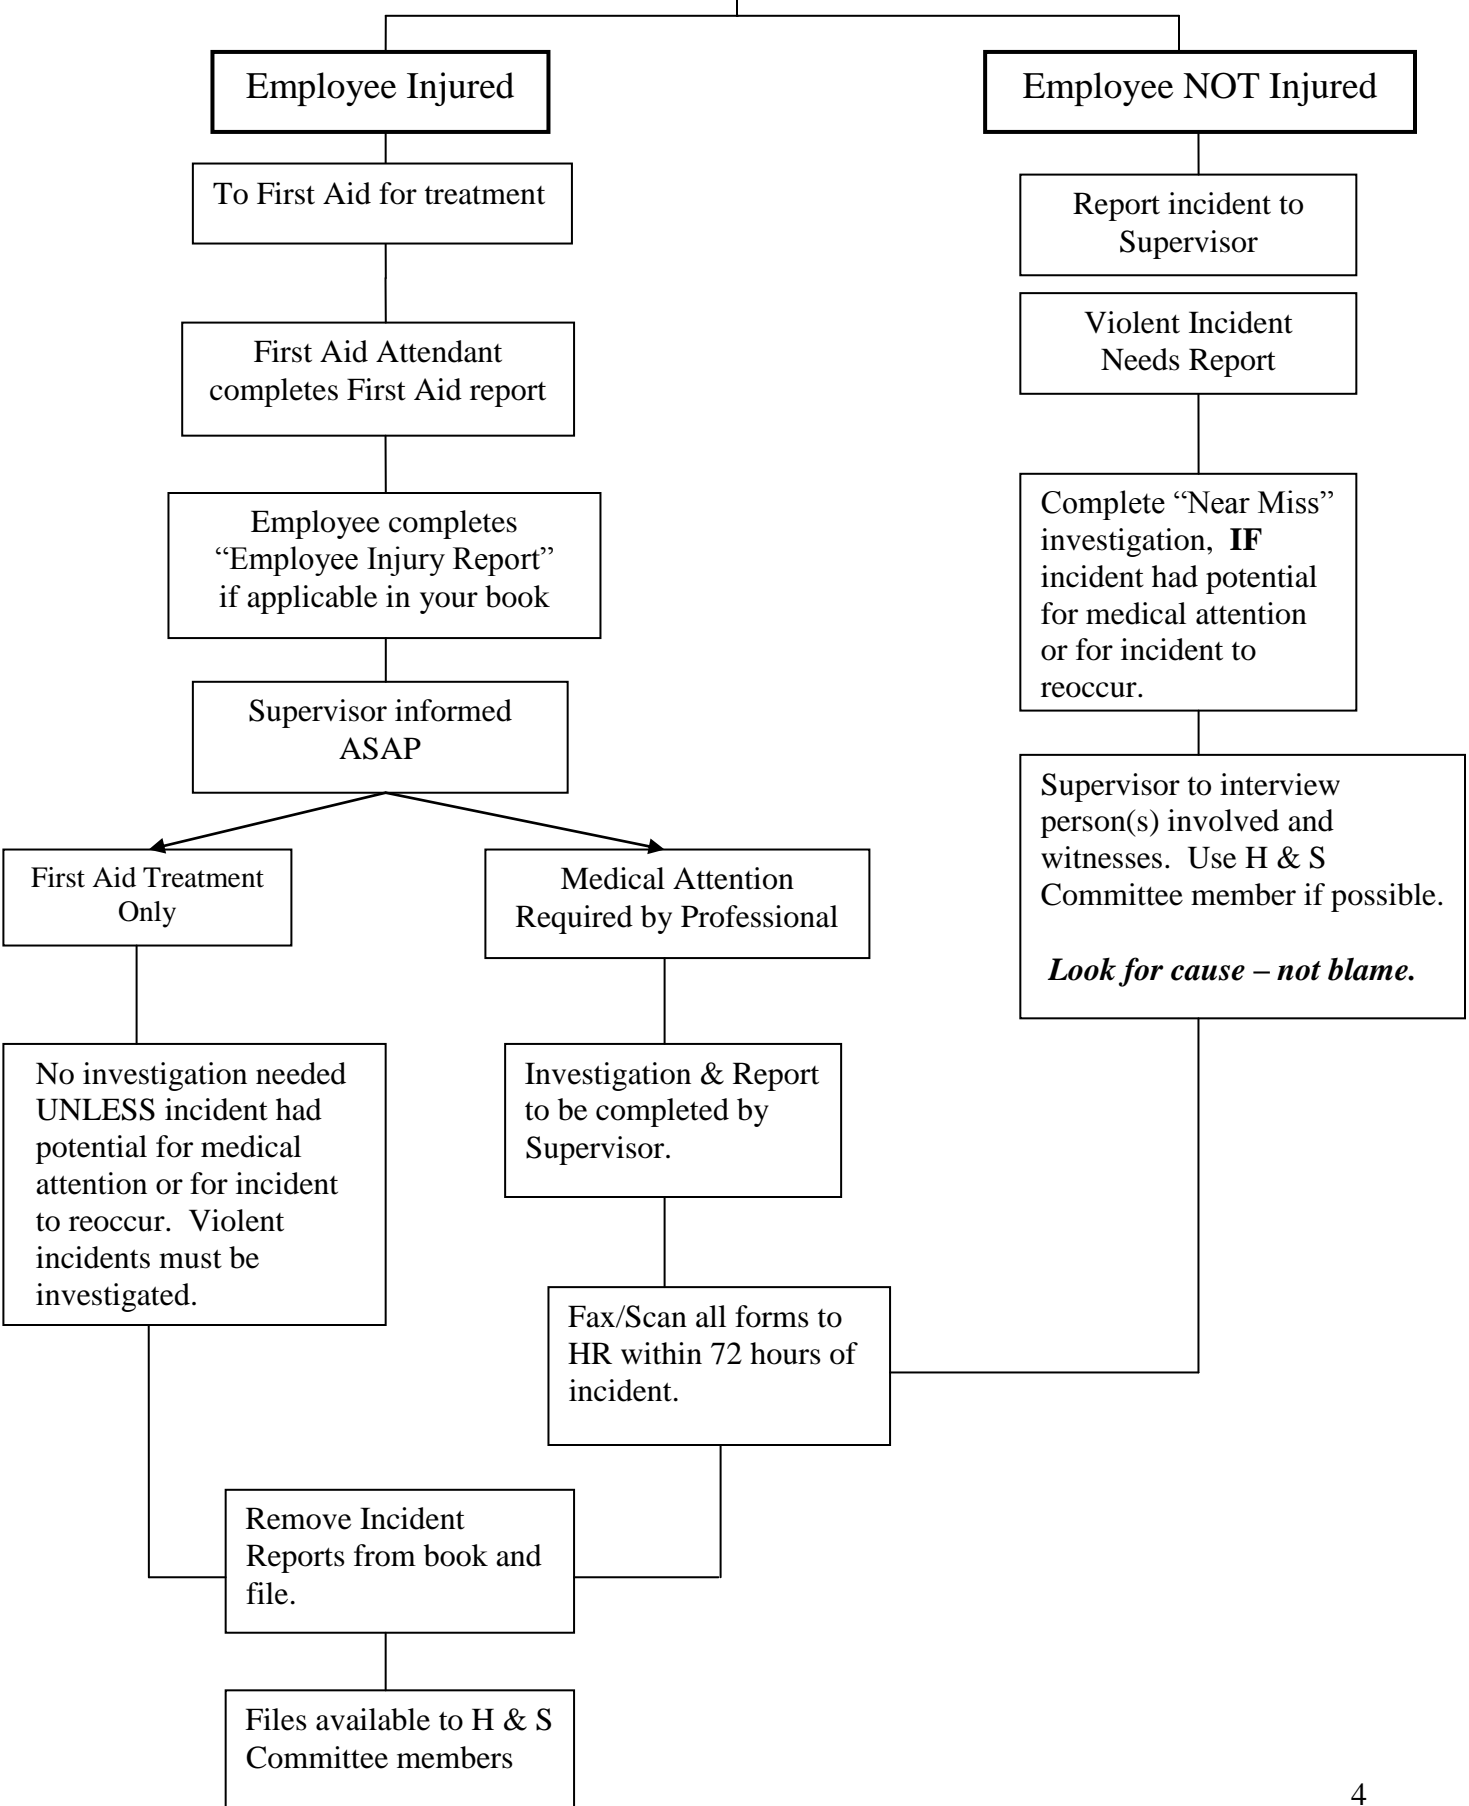 Employee Injured
Employee NOT Injured
To First Aid for treatment
Report incident to
Supervisor
Violent Incident
Needs Report
First Aid Attendant
completes First Aid report
Employee completes
“Employee Injury Report”
if applicable in your book
Complete “Near Miss”
investigation,  IF
incident had potential
for medical attention
or for incident to
reoccur.
Supervisor informed
ASAP
Supervisor to interview
person(s) involved and
witnesses.  Use H & S
Committee member if possible.
Look for cause – not blame.
First Aid Treatment
Only
Medical Attention
Required by Professional
No investigation needed
UNLESS incident had
potential for medical
attention or for incident
to reoccur.  Violent
incidents must be
investigated.
Investigation & Report
to be completed by
Supervisor.
Fax/Scan all forms to
HR within 72 hours of
incident.
Remove Incident
Reports from book and
file.
Files available to H & S
Committee members
4